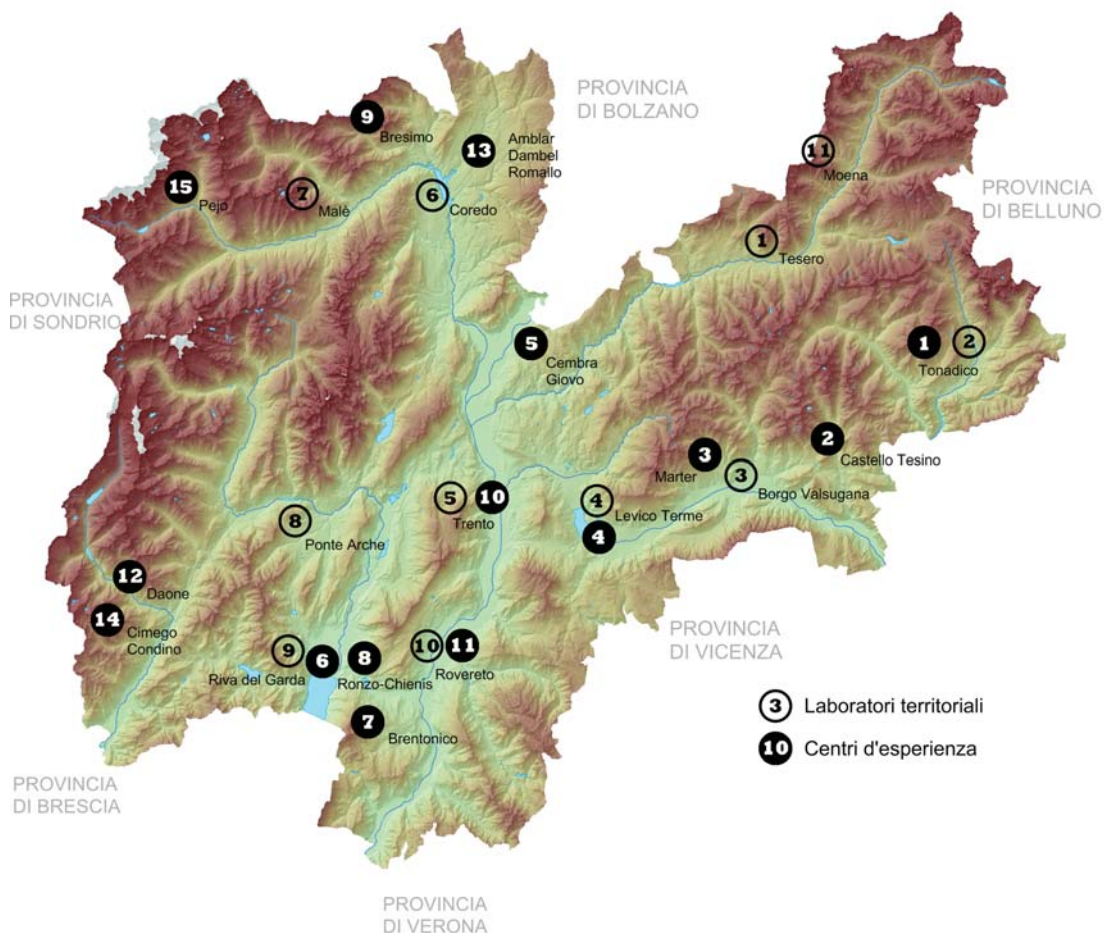 PROVINCIA
DI BOLZANO
9
Bresimo
13
Amblar
Dambel
Romallo
11
Moena
15
Pejo
7
Malè
6
Coredo
PROVINCIA
DI BELLUNO
1
Tesero
PROVINCIA
DI SONDRIO
5
Cembra
Giovo
1
2
Tonadico
2
Castello Tesino
3
Marter
3
Borgo Valsugana
5
10
Trento
4
Levico Terme
4
8
Ponte Arche
12
Daone
14
Cimego
Condino
9
Riva del Garda
6
8
Ronzo-Chienis
10
11
Rovereto
PROVINCIA
DI VICENZA
7
Brentonico
3
Laboratori territoriali
10
Centri d'esperienza
PROVINCIA
DI BRESCIA
PROVINCIA
DI VERONA